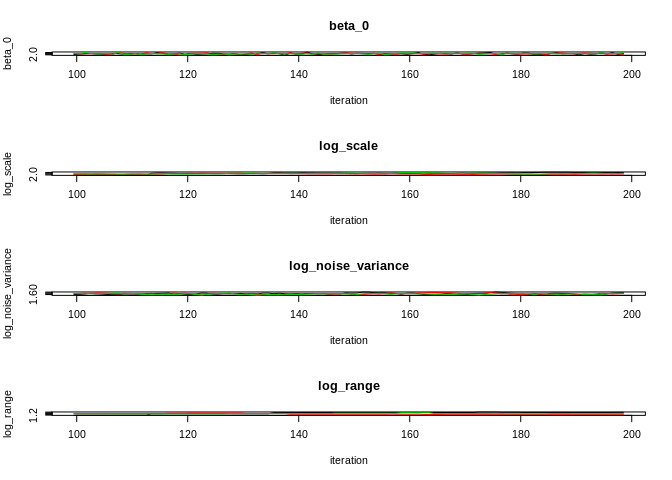 beta_0
beta_0
2.0
100 120 140 160 180 200
iteration
log_scale
log_scale
2.0
100 120 140 160 180 200
iteration
log_noise_variance
log_noise_variance
1.60
100 120 140 160 180 200
iteration
log_range
log_range
1.2
100 120 140 160 180 200
iteration